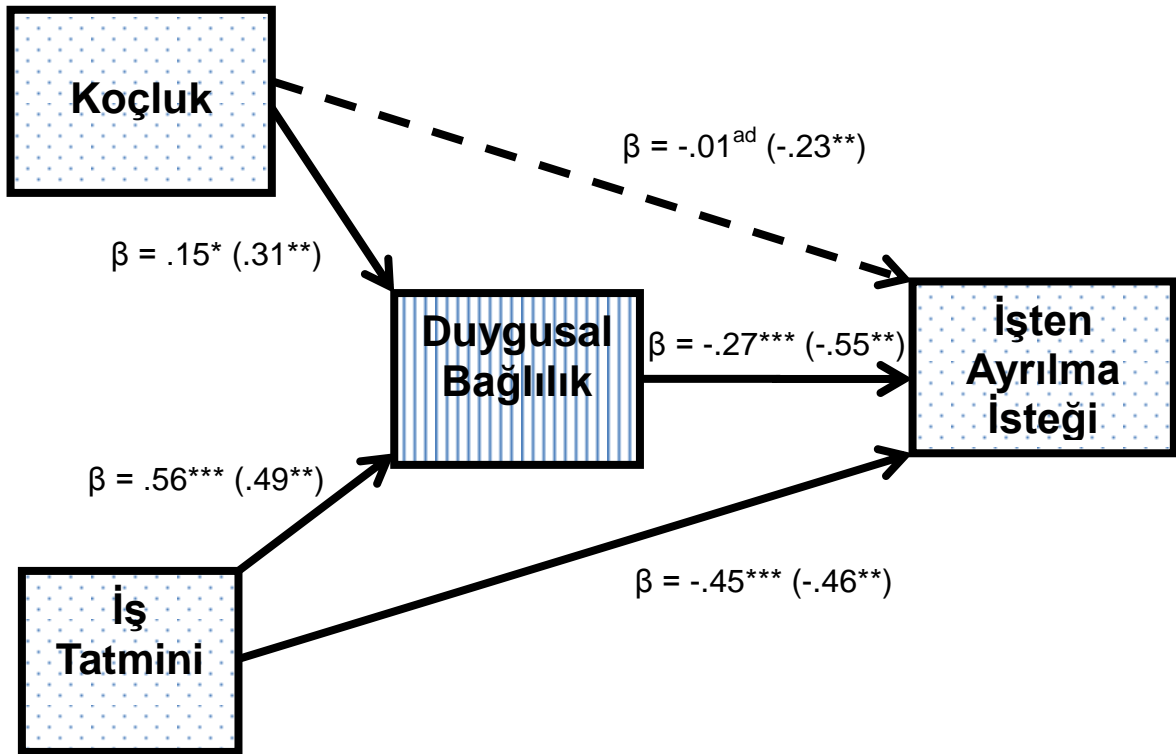 Koçluk
β = -.01ᵃᵈ (-.23**)
β = .15* (.31**)
Duygusal
Bağlılık
β = -.27*** (-.55**)
İşten
Ayrılma
İsteği
β = .56*** (.49**)
β = -.45*** (-.46**)
İş
Tatmini